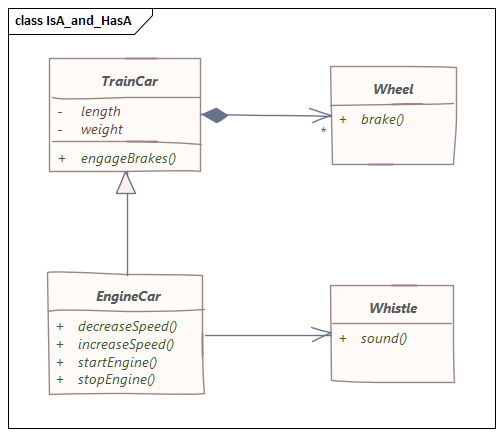 class IsA_and_HasA
TrainCar
- length
- weight
+ engageBrakes()
Wheel
+ brake()
*
EngineCar
+ decreaseSpeed()
+ increaseSpeed()
+ startEngine()
+ stopEngine()
Whistle
+ sound()